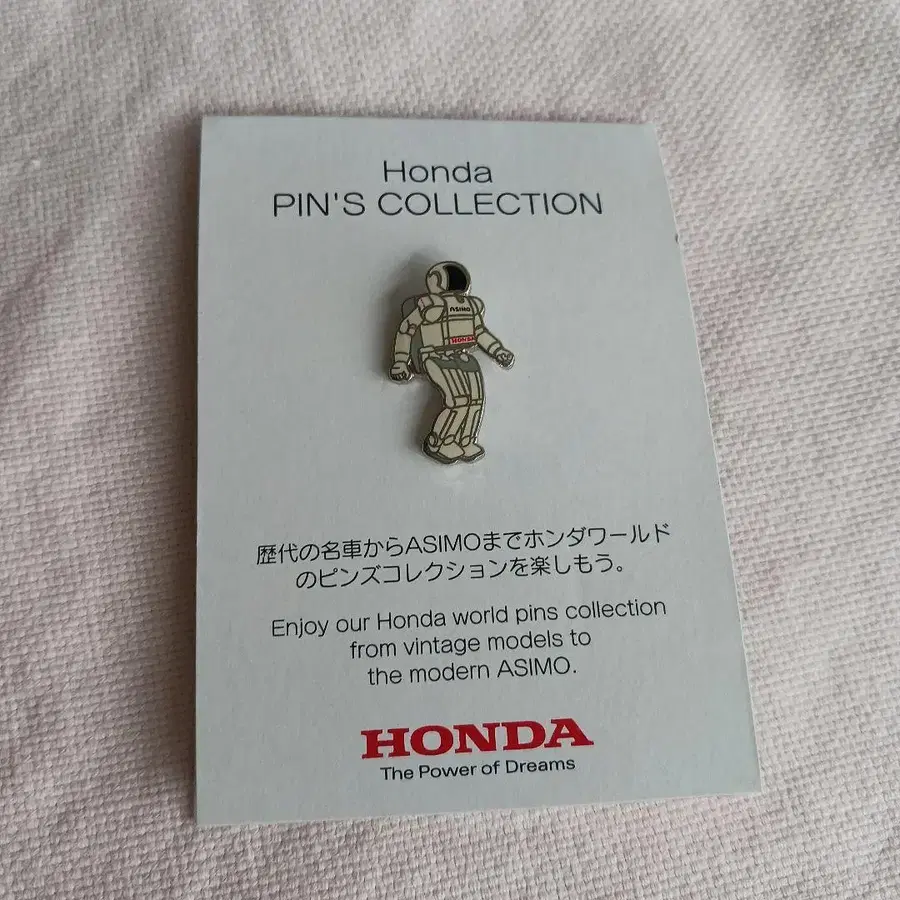 Honda
PIN'S COLLECTION
ASIMO
HONDA
歴代の名車からASIMOまでホンダワールド
のピンズコレクションを楽しもう。
Enjoy our Honda world pins collection
from vintage models to
the modern ASIMO.
HONDA
The Power of Dreams